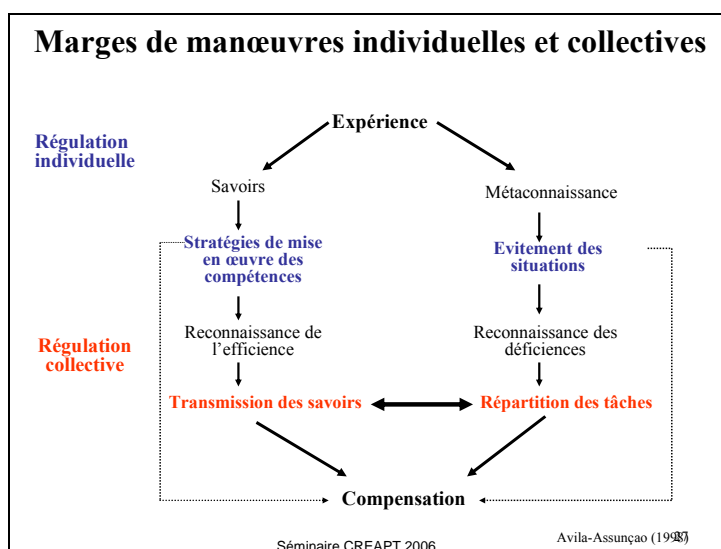 Marges de manœuvres individuelles et collectives
Expérience
Régulation
individuelle
Savoirs
Métaconnaissance
Stratégies de mise
en œuvre des
compétences
Evitement des
situations
Reconnaissance de
l'efficience
Reconnaissance des
déficiences
Régulation
collective
Transmission des savoirs
Répartition des tâches
Compensation
Séminaire CREAPT 2006
Avila-Assunçao